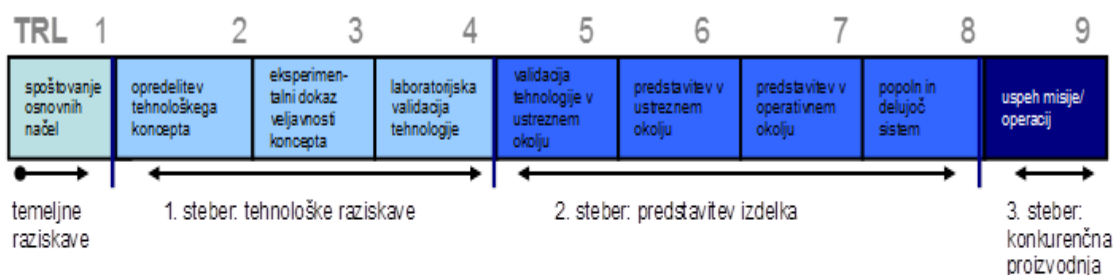 TRL 1 2 3 4 5 6 7 8 9
spoštovanje
osnovnih
načel
opredelitev
tehnološkega
koncepta
eksperimen-
talni dokaz
veljavnosti
koncepta
laboratorijska
validacija
tehnologije
validacija
tehnologije v
ustreznem
okolju
predstavitev v
ustreznem
okolju
predstavitev v
operativnem
okolju
popoln in
delujoč
sistem
uspeh misije/
operacij
temeljne
raziskave
1. steber: tehnološke raziskave
2. steber: predstavitev izdelka
3. steber:
konkurenčna
proizvodnja